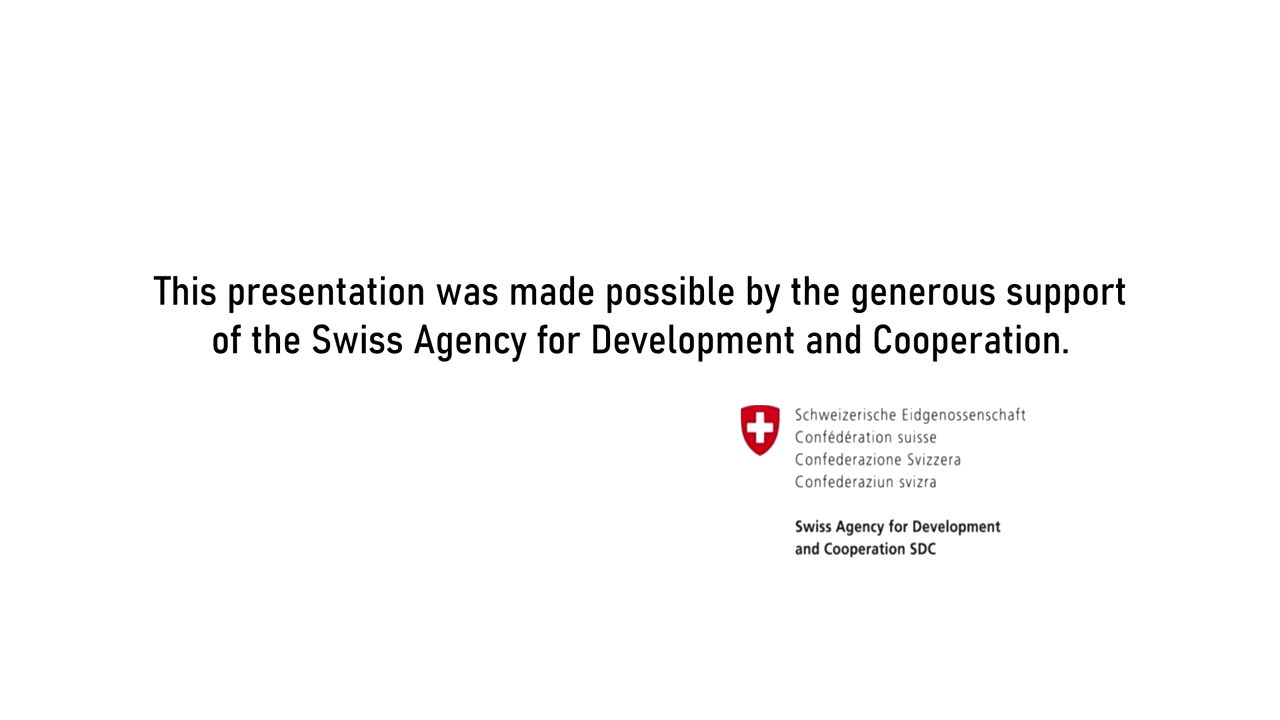 This presentation was made possible by the generous support
of the Swiss Agency for Development and Cooperation.
Schweizerische Eidgenossenschaft
Confédération suisse
Confederazione Svizzera
Confederaziun svizra
Swiss Agency for Development
and Cooperation SDC